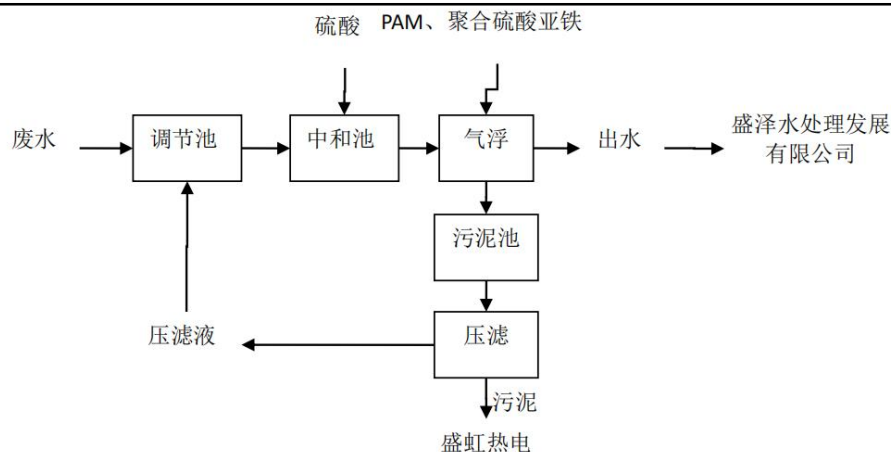 硫酸 PAM、聚合硫酸亚铁
废水
调节池
中和池
气浮
出水
盛泽水处理发展
有限公司
污泥池
压滤液
压滤
污泥
盛虹热电